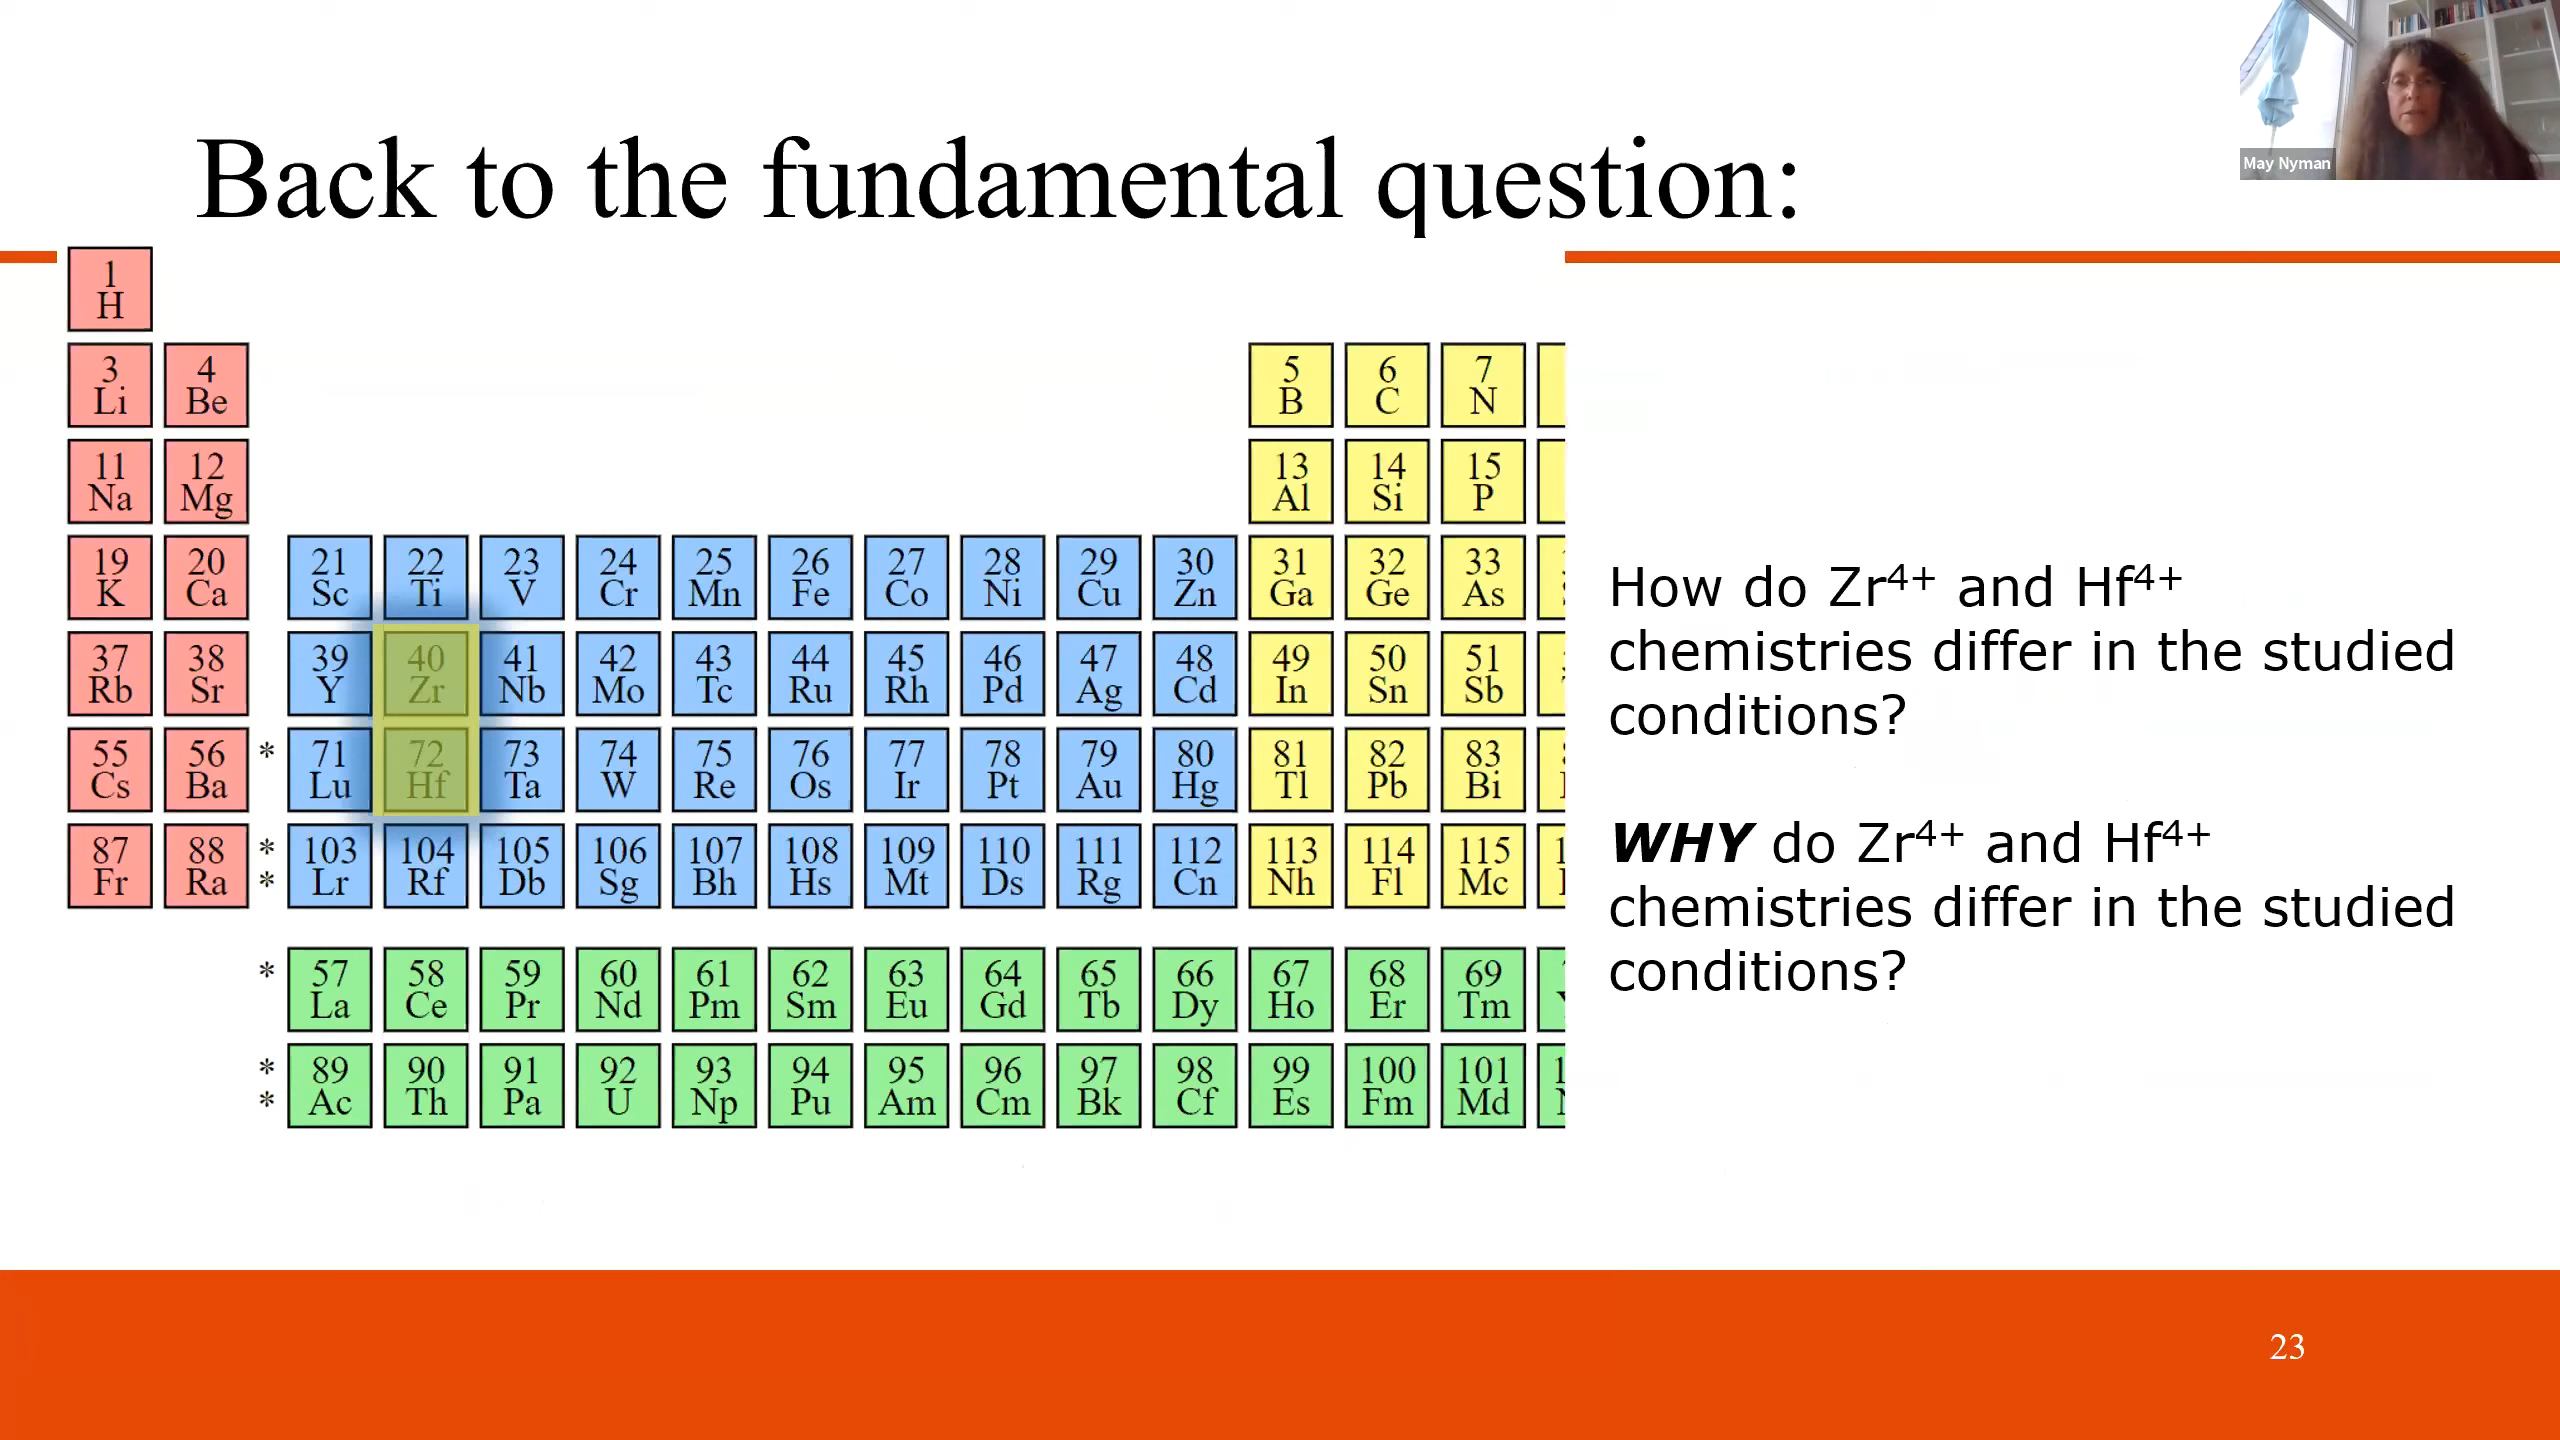 May Nyman
Back to the fundamental question:
1
H
3 4 5 6 7
Li Be B C N
11 12 13 14 15
Na Mg Al Si P
19 20 21 22 23 24 25 26 27 28 29 30 31 32 33
K Ca Sc Ti V Cr Mn Fe Co Ni Cu Zn Ga Ge As
37 38 39 40 41 42 43 44 45 46 47 48 49 50 51
Rb Sr Y Zr Nb Mo Tc Ru Rh Pd Ag Cd In Sn Sb
55 56 * 71 72 73 74 75 76 77 78 79 80 81 82 83
Cs Ba Lu Hf Ta W Re Os Ir Pt Au Hg Tl Pb Bi
87 88 * 103 104 105 106 107 108 109 110 111 112 113 114 115
Fr Ra * Lr Rf Db Sg Bh Hs Mt Ds Rg Cn Nh Fl Mc
* 57 58 59 60 61 62 63 64 65 66 67 68 69
La Ce Pr Nd Pm Sm Eu Gd Tb Dy Ho Er Tm
* 89 90 91 92 93 94 95 96 97 98 99 100 101
* Ac Th Pa U Np Pu Am Cm Bk Cf Es Fm Md
How do Zr⁴⁺ and Hf⁴⁺
chemistries differ in the studied
conditions?
WHY do Zr⁴⁺ and Hf⁴⁺
chemistries differ in the studied
conditions?
23